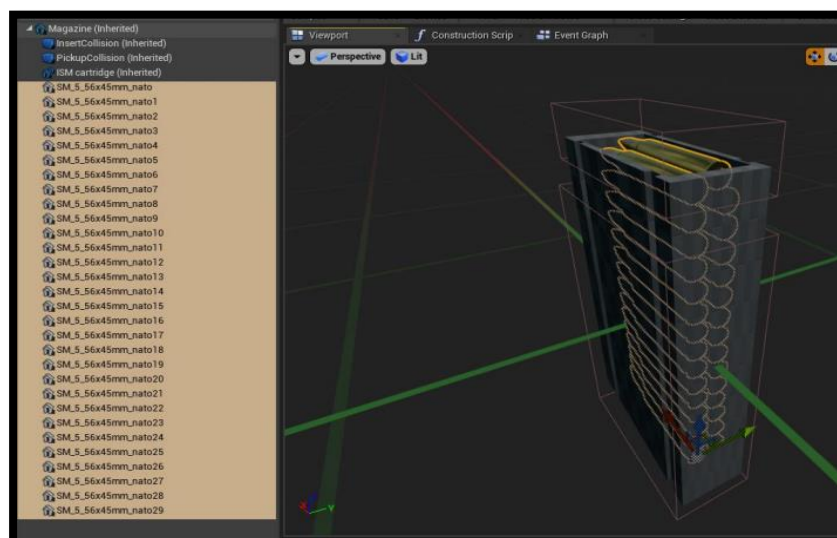 Magazine (Inherited)
InsertCollision (Inherited)
PickupCollision (Inherited)
ISM cartridge (Inherited)
SM_5_56x45mm_nato
SM_5_56x45mm_nato1
SM_5_56x45mm_nato2
SM_5_56x45mm_nato3
SM_5_56x45mm_nato4
SM_5_56x45mm_nato5
SM_5_56x45mm_nato6
SM_5_56x45mm_nato7
SM_5_56x45mm_nato8
SM_5_56x45mm_nato9
SM_5_56x45mm_nato10
SM_5_56x45mm_nato11
SM_5_56x45mm_nato12
SM_5_56x45mm_nato13
SM_5_56x45mm_nato14
SM_5_56x45mm_nato15
SM_5_56x45mm_nato16
SM_5_56x45mm_nato17
SM_5_56x45mm_nato18
SM_5_56x45mm_nato19
SM_5_56x45mm_nato20
SM_5_56x45mm_nato21
SM_5_56x45mm_nato22
SM_5_56x45mm_nato23
SM_5_56x45mm_nato24
SM_5_56x45mm_nato25
SM_5_56x45mm_nato26
SM_5_56x45mm_nato27
SM_5_56x45mm_nato28
SM_5_56x45mm_nato29
Viewport
Construction Scrip
Event Graph
Perspective
Lit
X
Y